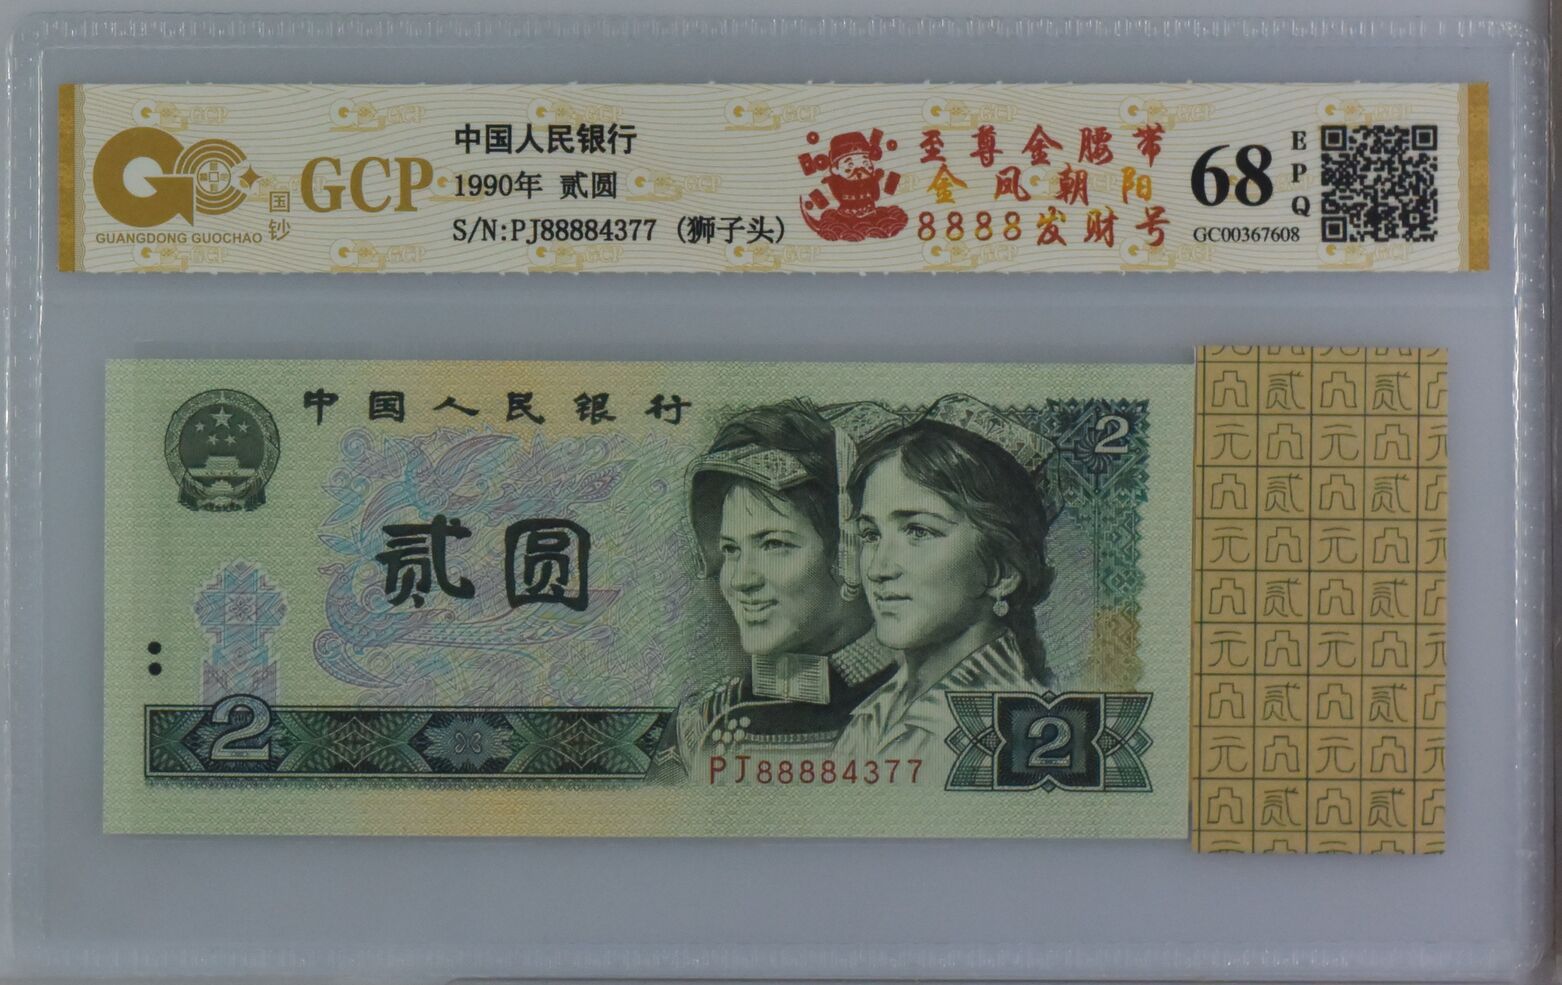 GCP
国钞
GUANGDONG GUOCHAO
中国人民银行
1990年 贰圆
S/N:PJ88884377 (狮子头)
至尊金腰带
金凤朝阳
8888发财号
68
EPQ
GC00367608
中国人民银行
2
贰圆
2
PJ88884377
2